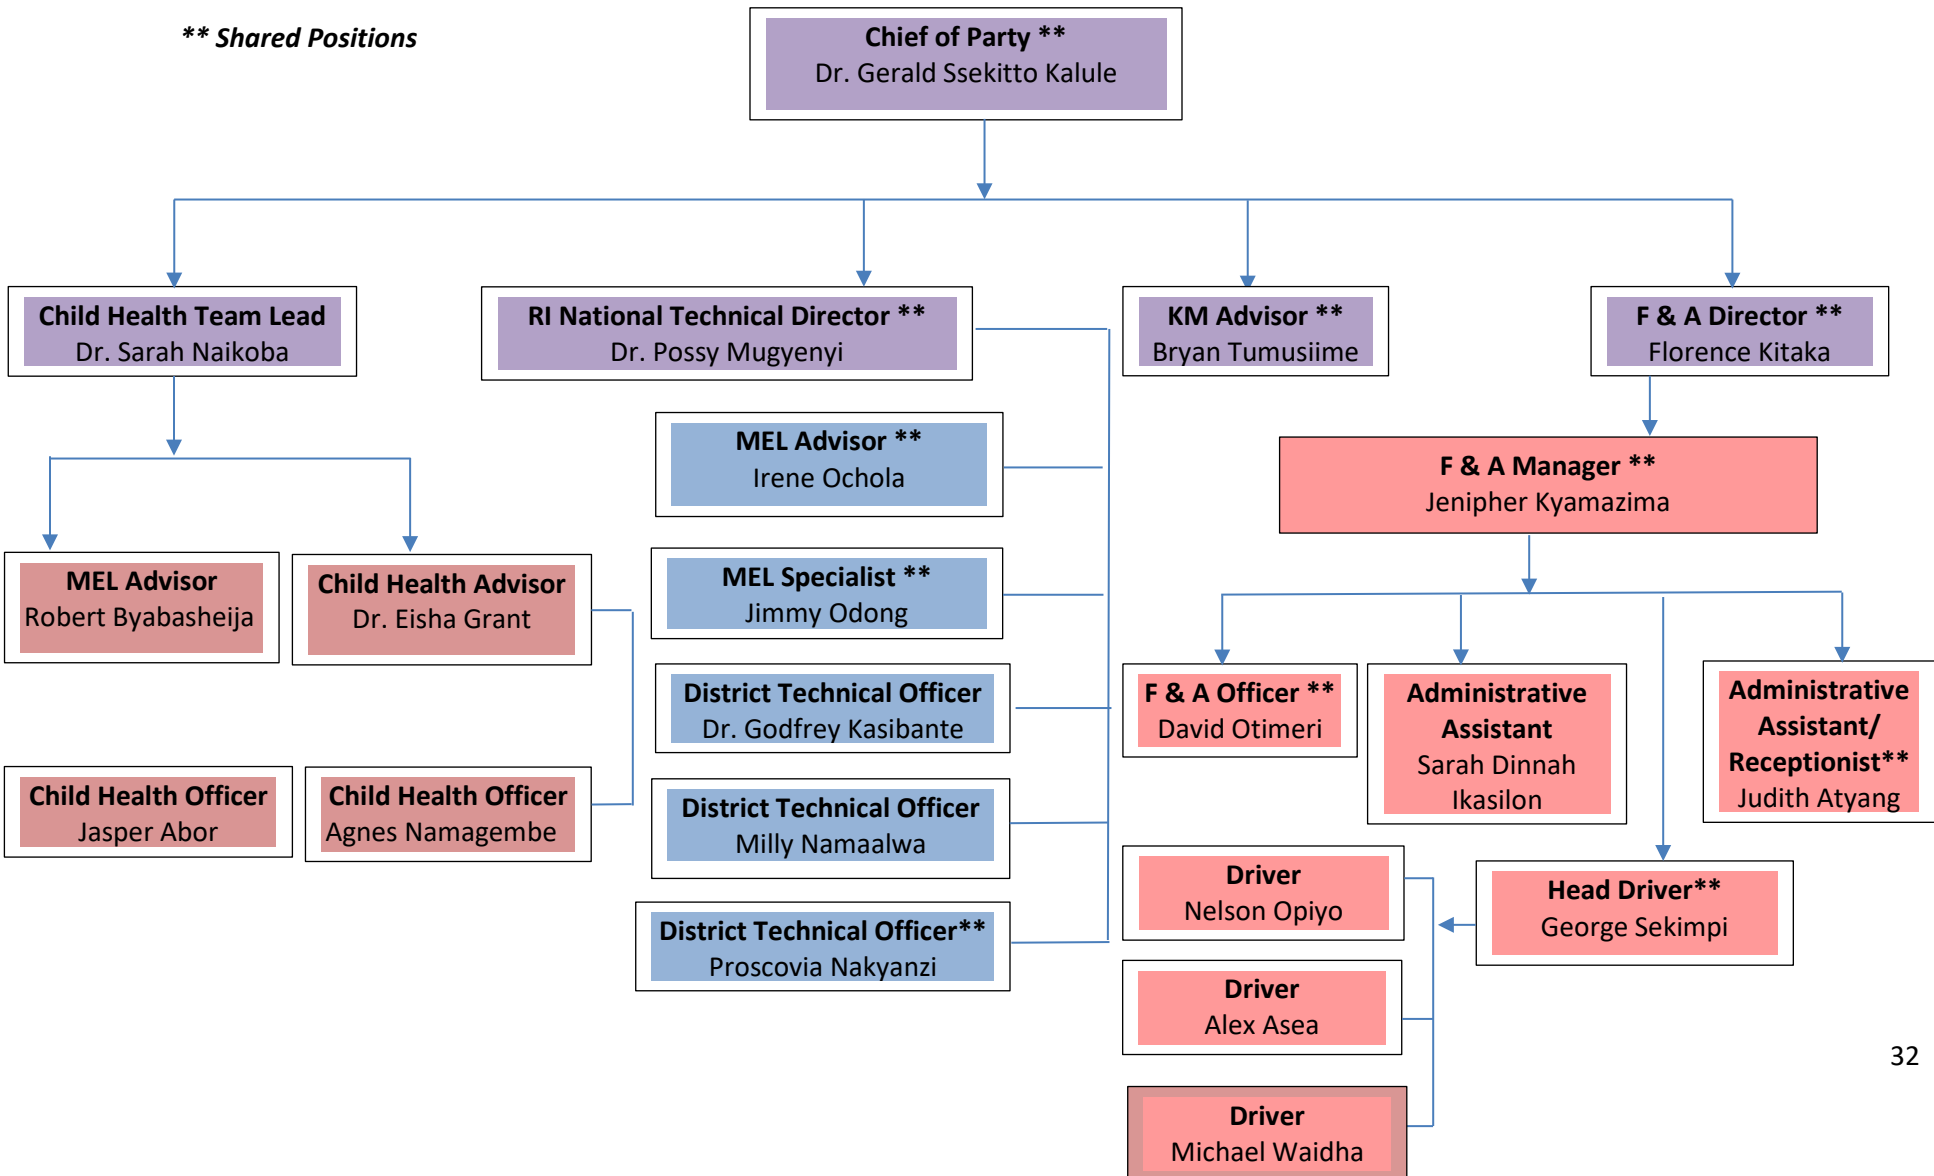 ** Shared Positions
Chief of Party **
Dr. Gerald Ssekitto Kalule
Child Health Team Lead
Dr. Sarah Naikoba
RI National Technical Director **
Dr. Possy Mugyenyi
KM Advisor **
Bryan Tumusiime
F & A Director **
Florence Kitaka
MEL Advisor **
Irene Ochola
F & A Manager **
Jenipher Kyamazima
MEL Advisor
Robert Byabasheija
Child Health Advisor
Dr. Eisha Grant
MEL Specialist **
Jimmy Odong
District Technical Officer
Dr. Godfrey Kasibante
F & A Officer **
David Otimeri
Administrative
Assistant
Sarah Dinnah
Ikasilon
Administrative
Assistant/
Receptionist**
Judith Atyang
Child Health Officer
Jasper Abor
Child Health Officer
Agnes Namagembe
District Technical Officer
Milly Namaalwa
Driver
Nelson Opiyo
Head Driver**
George Sekimpi
District Technical Officer**
Proscovia Nakyanzi
Driver
Alex Asea
32
Driver
Michael Waidha